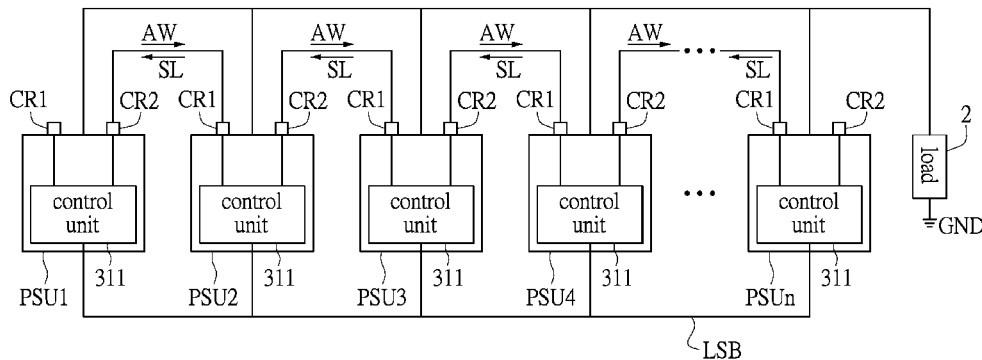 AW AW AW AW
SL SL SL SL
CR1 CR2 CR1 CR2 CR1 CR2 CR1 CR2 CR1 CR2
2
load
GND
control unit
control unit
control unit
control unit
control unit
PSU1 311 PSU2 311 PSU3 311 PSU4 311 PSUn 311
LSB